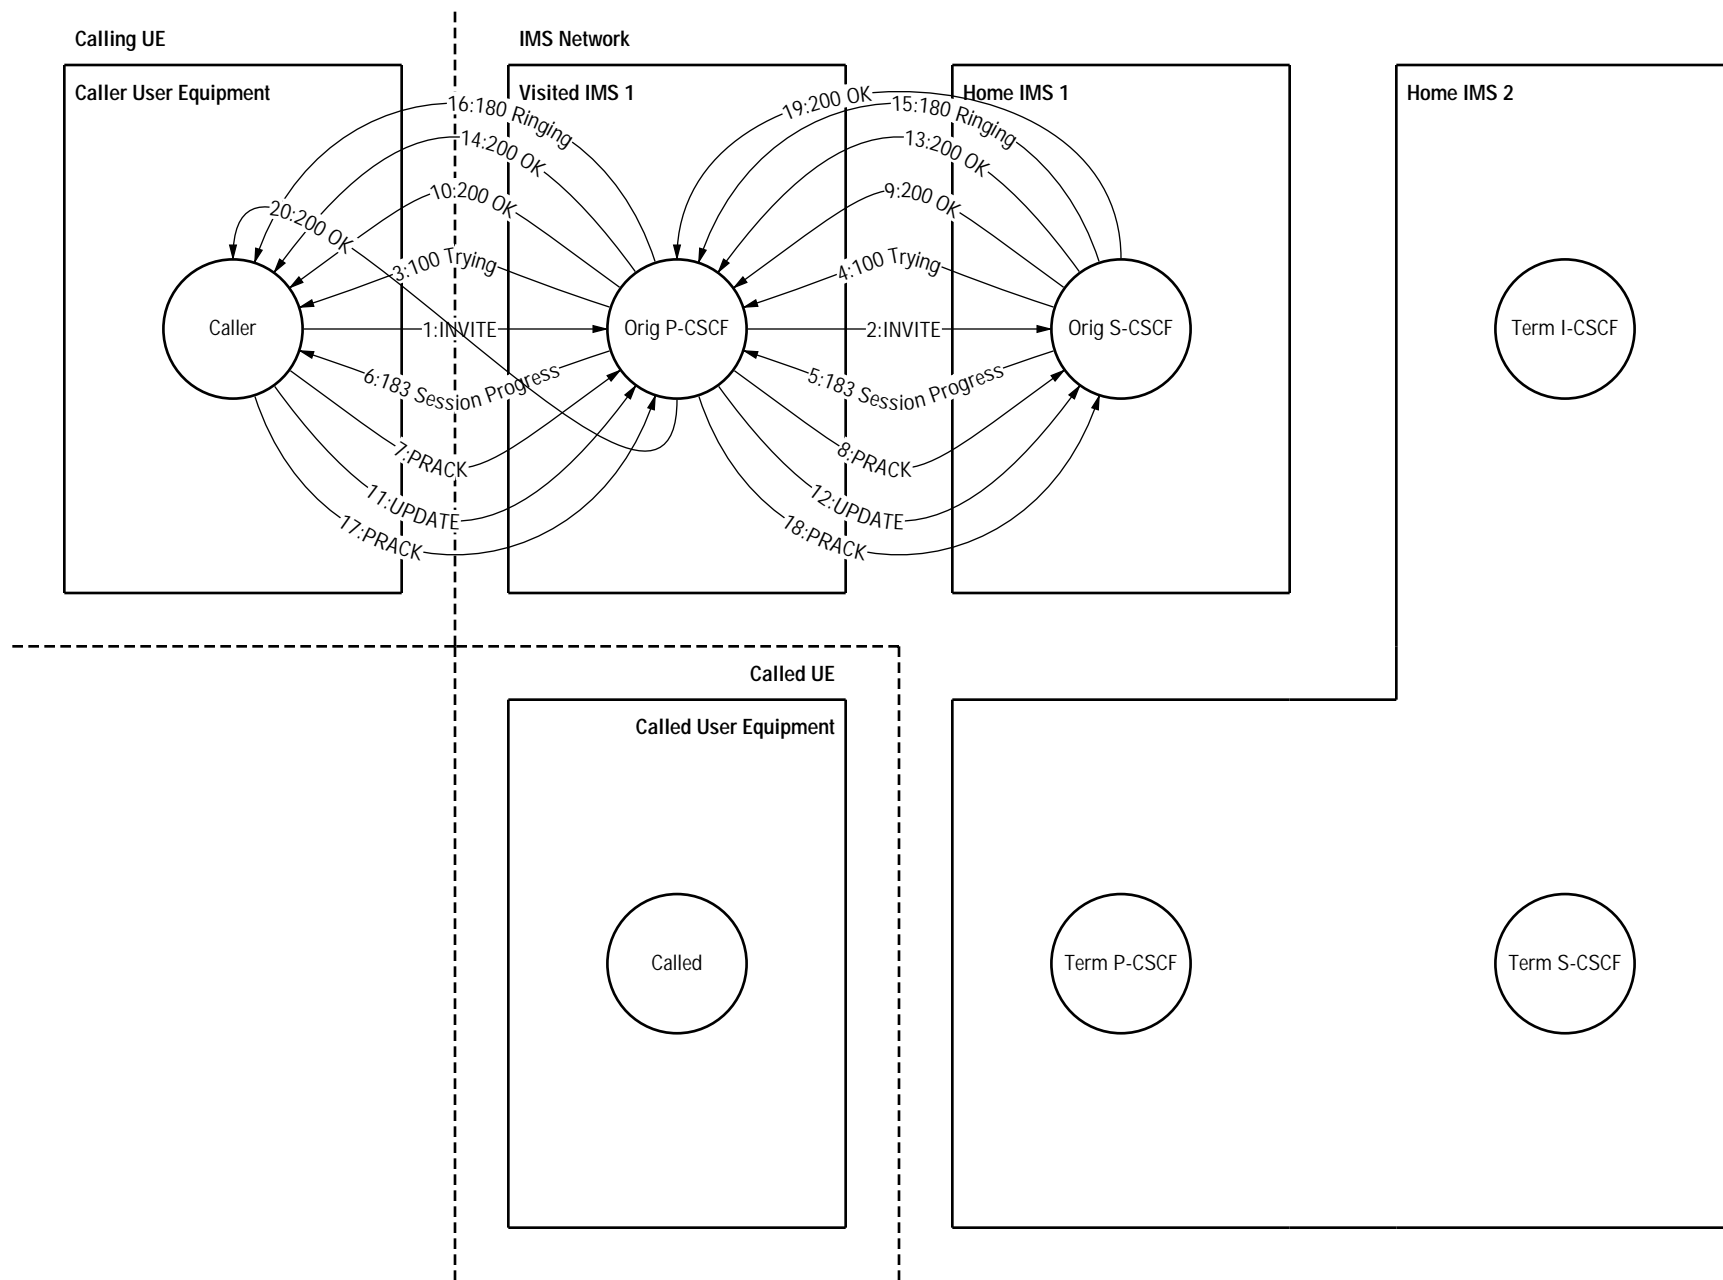 Calling UE
IMS Network
Caller User Equipment
Visited IMS 1
Home IMS 1
Home IMS 2
16:180 Ringing
19:200 OK
15:180 Ringing
14:200 OK
13:200 OK
10:200 OK
9:200 OK
20:200 OK
3:100 Trying
4:100 Trying
Caller
1:INVITE
Orig P-CSCF
2:INVITE
Orig S-CSCF
Term I-CSCF
6:183 Session Progress
5:183 Session Progress
7:PRACK
8:PRACK
11:UPDATE
12:UPDATE
17:PRACK
18:PRACK
Called UE
Called User Equipment
Called
Term P-CSCF
Term S-CSCF